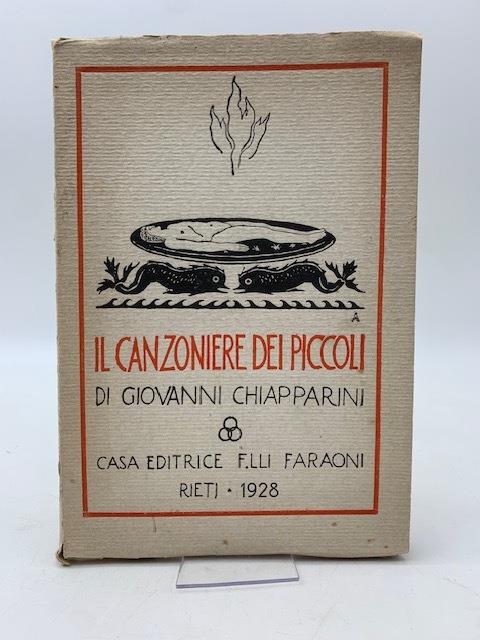 A
IL CANZONIERE DEI PICCOLI
DI GIOVANNI CHIAPPARINI
CASA EDITRICE F.LLI FARAONI
RIETI • 1928